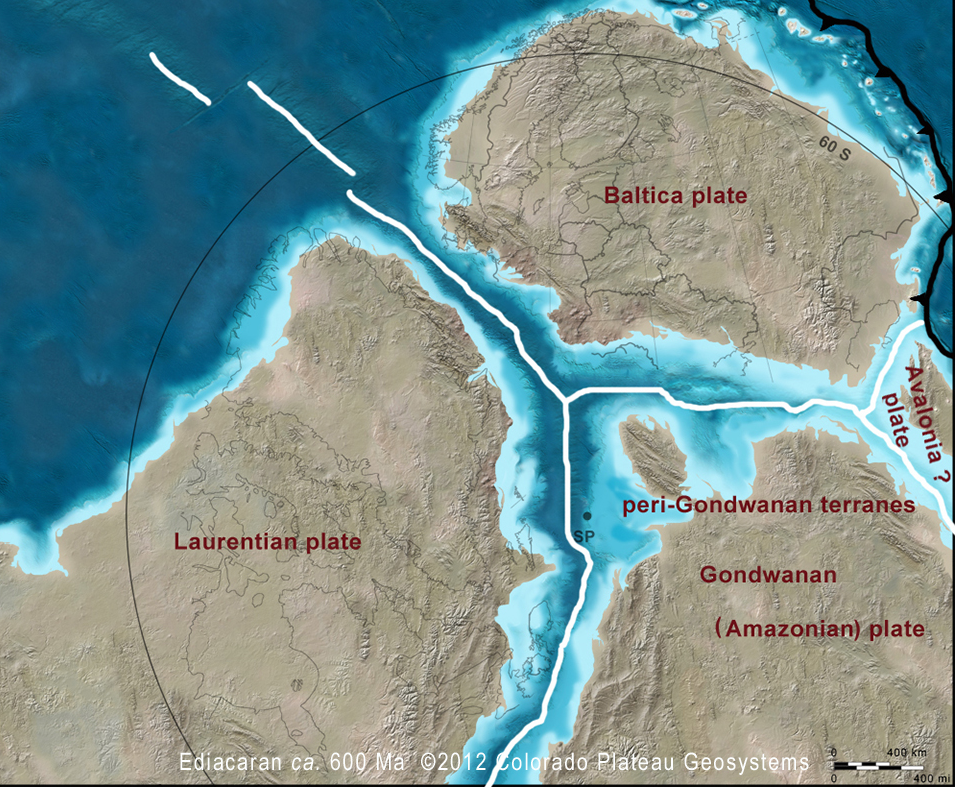 60 S
Baltica plate
Avalonia ?
plate
peri-Gondwanan terranes
SP
Laurentian plate
Gondwanan
(Amazonian) plate
Ediacaran ca. 600 Ma ©2012 Colorado Plateau Geosystems
0 400 km
0 400 mi